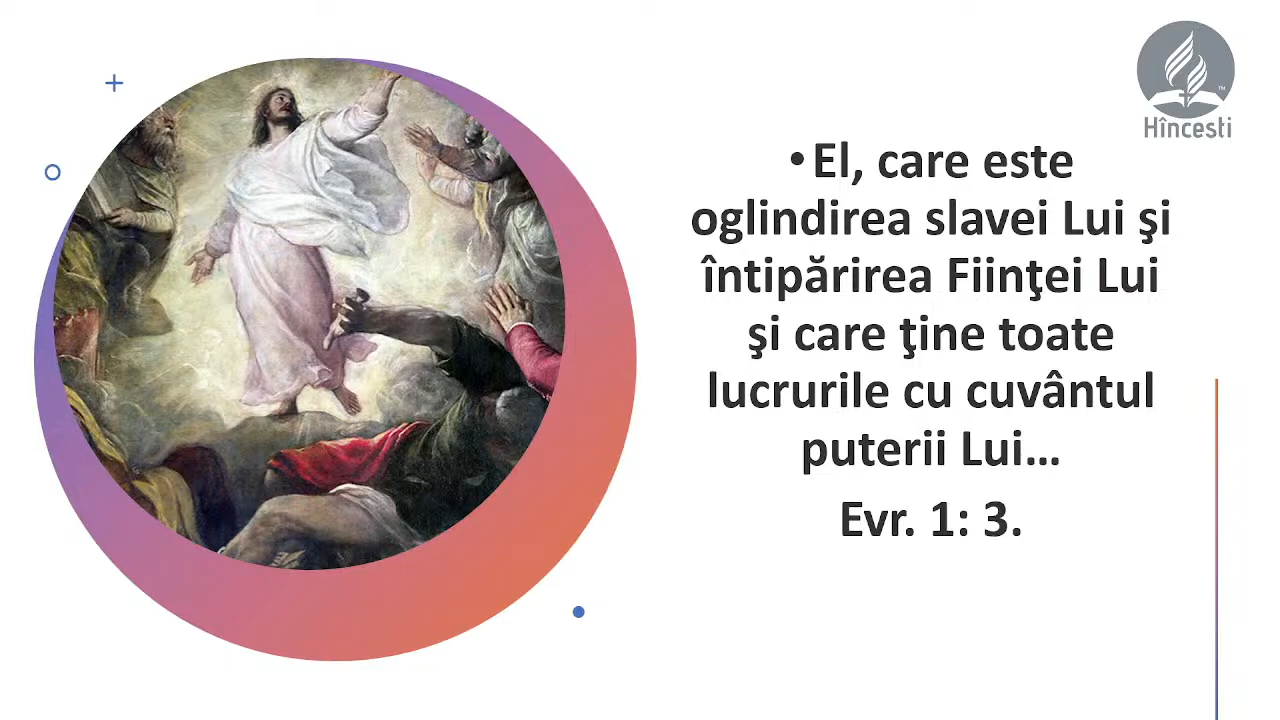 Hîncesti
•El, care este
oglindirea slavei Lui şi
întipărirea Fiinţei Lui
şi care ţine toate
lucrurile cu cuvântul
puterii Lui…
Evr. 1: 3.